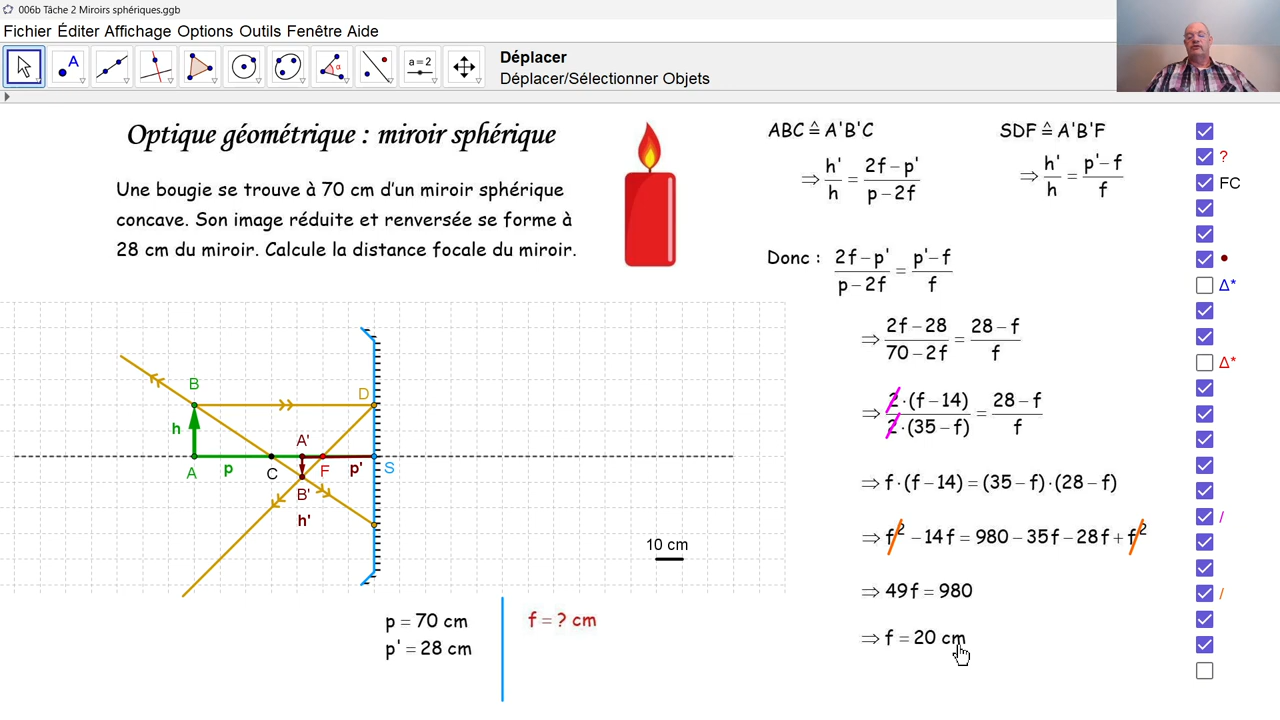 006b Tâche 2 Miroirs sphériques.ggb
Fichier Éditer Affichage Options Outils Fenêtre Aide
A
α
a=2
Déplacer
Déplacer/Sélectionner Objets
Optique géométrique : miroir sphérique
Une bougie se trouve à 70 cm d'un miroir sphérique
concave. Son image réduite et renversée se forme à
28 cm du miroir. Calcule la distance focale du miroir.
B
D
h
A'
A
p
C
F
p'
S
B'
h'
10 cm
p = 70 cm
p' = 28 cm
f = ? cm
ABC ≙ A'B'C
⇒ h'/h = (2f – p')/(p – 2f)
SDF ≙ A'B'F
⇒ h'/h = (p' – f)/f
Donc : (2f – p')/(p – 2f) = (p' – f)/f
⇒ (2f – 28)/(70 – 2f) = (28 – f)/f
⇒ (2·(f – 14))/(2·(35 – f)) = (28 – f)/f
⇒ f·(f – 14) = (35 – f)·(28 – f)
⇒ f² – 14f = 980 – 35f – 28f + f²
⇒ 49f = 980
⇒ f = 20 cm
?
FC
•
Δ*
Δ*
/
/